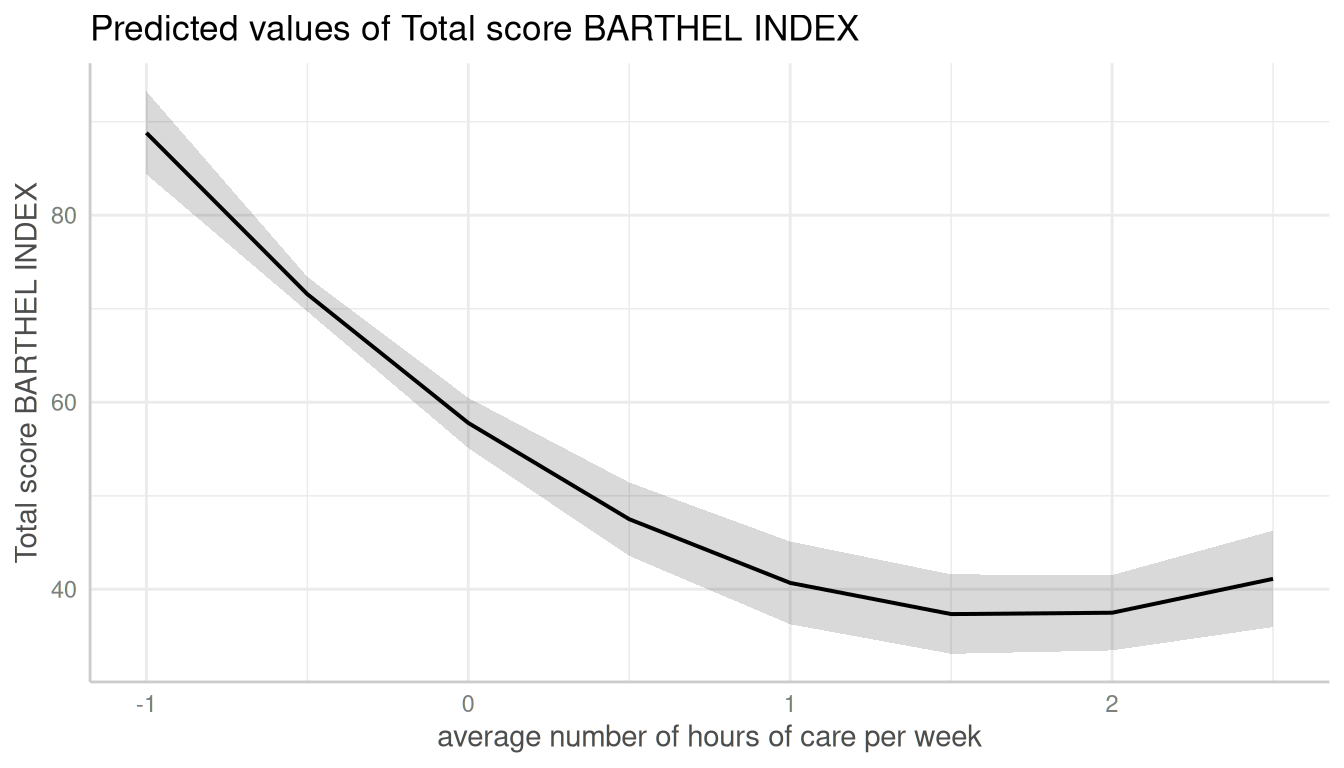 Predicted values of Total score BARTHEL INDEX
Total score BARTHEL INDEX
80
60
40
-1
0
1
2
average number of hours of care per week